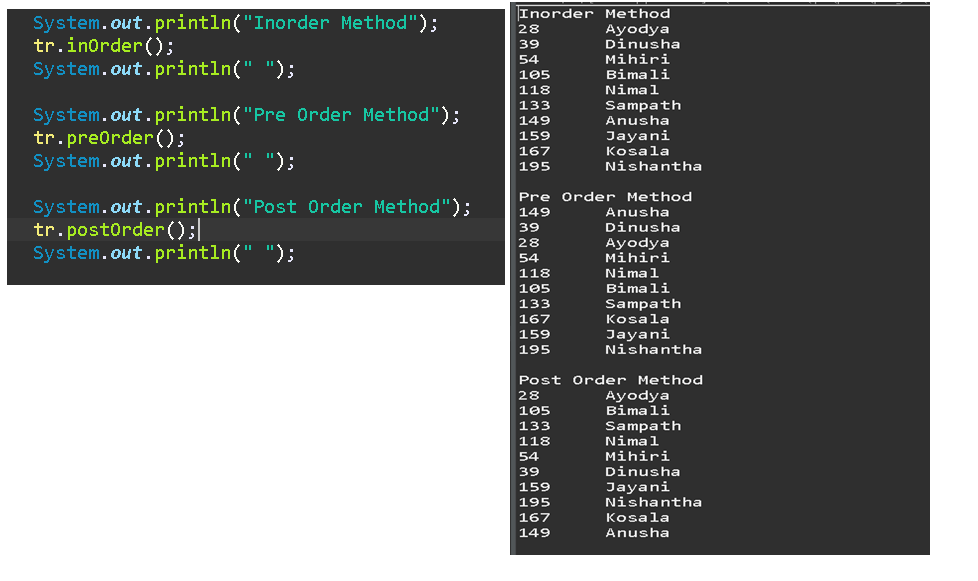 System.out.println("Inorder Method");
tr.inOrder();
System.out.println(" ");
System.out.println("Pre Order Method");
tr.preOrder();
System.out.println(" ");
System.out.println("Post Order Method");
tr.postOrder();
System.out.println(" ");
Inorder Method
28 Ayodya
39 Dinusha
54 Mihiri
105 Bimali
118 Nimal
133 Sampath
149 Anusha
159 Jayani
167 Kosala
195 Nishantha
Pre Order Method
149 Anusha
39 Dinusha
28 Ayodya
54 Mihiri
118 Nimal
105 Bimali
133 Sampath
167 Kosala
159 Jayani
195 Nishantha
Post Order Method
28 Ayodya
105 Bimali
133 Sampath
118 Nimal
54 Mihiri
39 Dinusha
159 Jayani
195 Nishantha
167 Kosala
149 Anusha